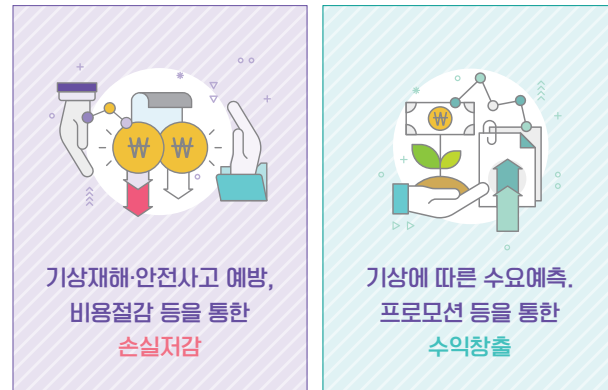 ₩ ₩
기상재해·안전사고 예방,
비용절감 등을 통한
손실저감
₩
기상에 따른 수요예측.
프로모션 등을 통한
수익창출